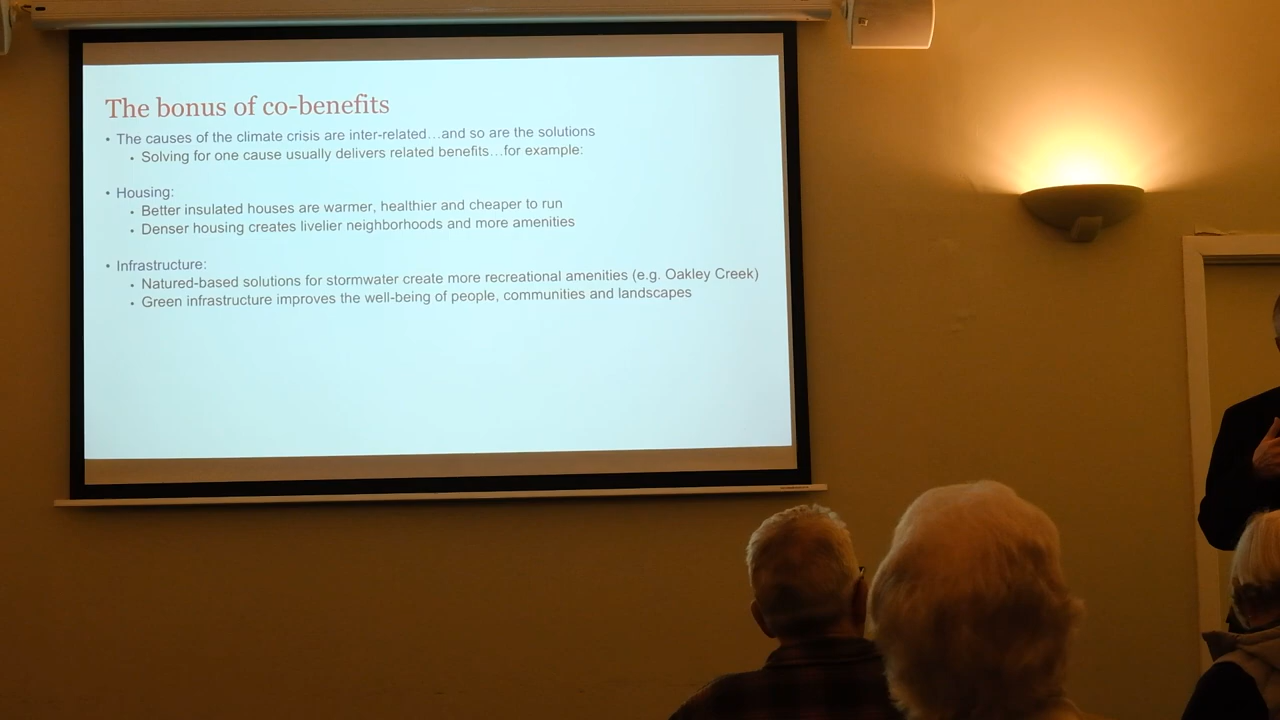 The bonus of co-benefits
• The causes of the climate crisis are inter-related…and so are the solutions
• Solving for one cause usually delivers related benefits…for example:
• Housing:
• Better insulated houses are warmer, healthier and cheaper to run
• Denser housing creates livelier neighborhoods and more amenities
• Infrastructure:
• Natured-based solutions for stormwater create more recreational amenities (e.g. Oakley Creek)
• Green infrastructure improves the well-being of people, communities and landscapes